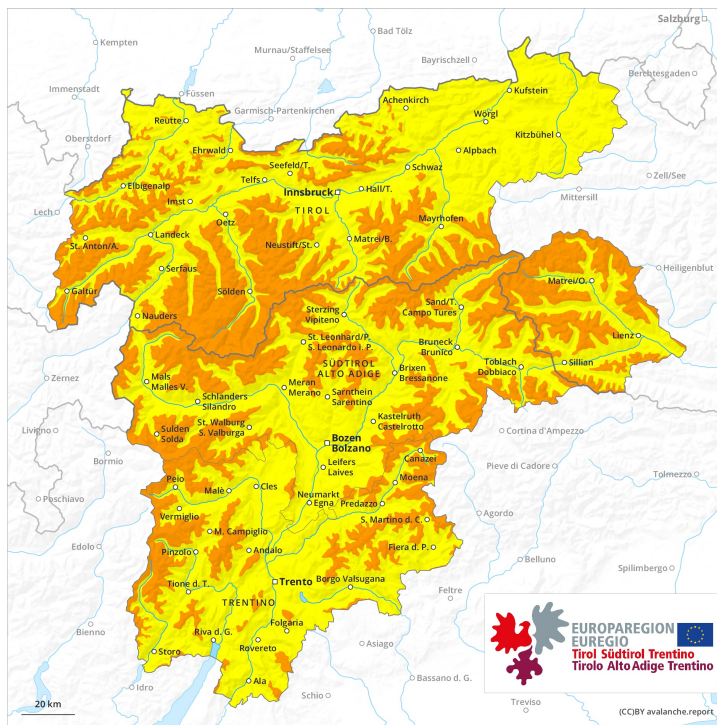 Salzburg
Kempten
Bad Tölz
Murnau/Staffelsee
Bayrischzell
Berchtesgaden
Immenstadt
Füssen
Garmisch-Partenkirchen
Achenkirch
Kufstein
Reutte
Wörgl
Oberstdorf
Ehrwald
Kitzbühel
Alpbach
Seefeld/T.
Schwaz
Zell/See
Telfs
Elbigenalp
Innsbruck
Hall/T.
Mittersill
Imst
TIROL
Lech
Oetz
Mayrhofen
St. Anton/A.
Landeck
Neustift/St.
Matrei/B.
Serfaus
Heiligenblut
Matrei/O.
Galtür
Sölden
Nauders
Sand/T.
Campo Tures
Sterzing
Vipiteno
Lienz
St. Leonhard/P.
S. Leonardo i. P.
Bruneck
Brunico
SÜDTIROL
ALTO ADIGE
Toblach
Dobbiaco
Sillian
Brixen
Bressanone
Zernez
Mals
Malles V.
Meran
Merano
Sarnthein
Sarentino
Schlanders
Silandro
Livigno
St. Walburg
S. Valburga
Kastelruth
Castelrotto
Sulden
Solda
Cortina d'Ampezzo
Bozen
Bolzano
Bormio
Canazei
Pieve di Cadore
Leifers
Laives
Tolmezzo
Peio
Malè
Cles
Moena
Poschiavo
Neumarkt
Egna
Predazzo
Vermiglio
Agordo
S. Martino d. C.
M. Campiglio
Edolo
Pinzolo
Andalo
Fiera d. P.
Belluno
Spilimbergo
Trento
Borgo Valsugana
Tione d. T.
Feltre
TRENTINO
Bienno
Folgaria
Riva d. G.
Rovereto
Asiago
Storo
Bassano d. G.
Ala
Idro
Schio
Treviso
EUROPAREGION
EUREGIO
Tirol Südtirol Trentino
Tirolo Alto Adige Trentino
20 km
(CC)BY avalanche.report